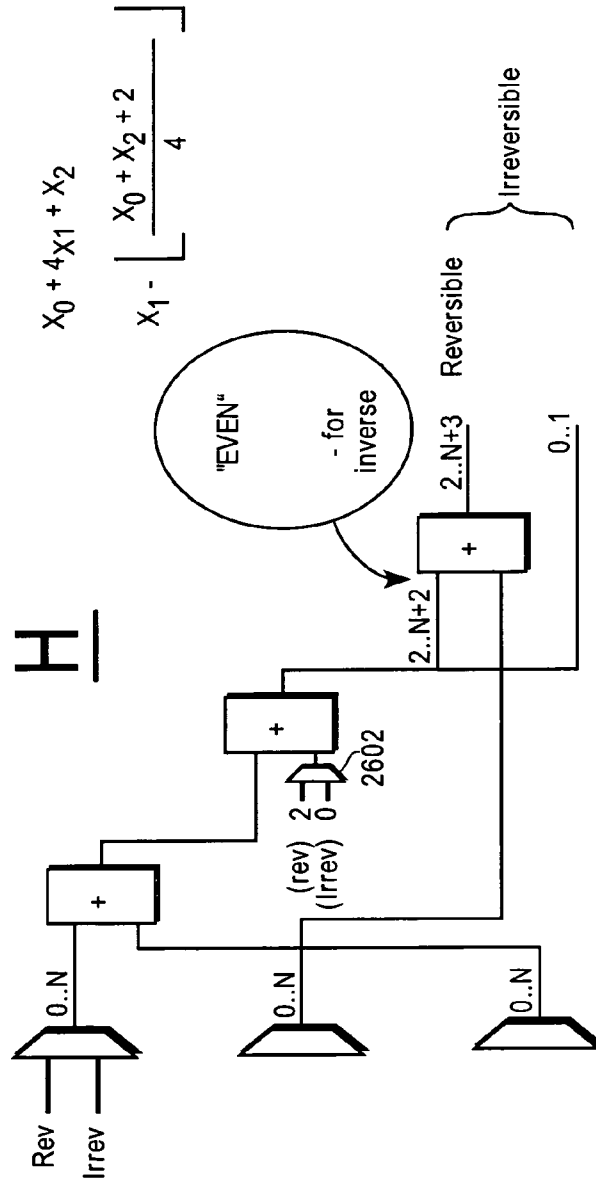 H
X0 + 4X1 + X2
X1 - [ X0 + X2 + 2
4 ]
Rev
Irrev
0..N
+
+
(rev) 2
(Irrev) 0
2602
0..N
0..N
"EVEN"
- for
inverse
2..N+2
+
2..N+3
Reversible
0..1
Irreversible